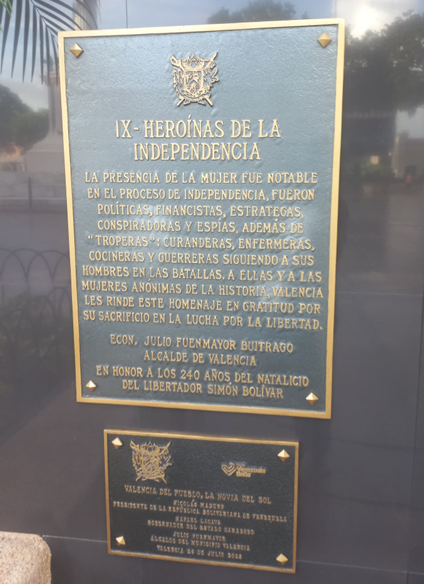 IX- HEROÍNAS DE LA
INDEPENDENCIA
LA PRESENCIA DE LA MUJER FUE NOTABLE
EN EL PROCESO DE INDEPENDENCIA, FUERON
POLÍTICAS, FINANCISTAS, ESTRATEGAS,
CONSPIRADORAS Y ESPÍAS, ADEMÁS DE
"TROPERAS": CURANDERAS, ENFERMERAS,
COCINERAS Y GUERRERAS SIGUIENDO A SUS
HOMBRES EN LAS BATALLAS. A ELLAS Y A LAS
MUJERES ANÓNIMAS DE LA HISTORIA, VALENCIA
LES RINDE ESTE HOMENAJE EN GRATITUD POR
SU SACRIFICIO EN LA LUCHA POR LA LIBERTAD.
ECON. JULIO FUENMAYOR BUITRAGO
ALCALDE DE VALENCIA
EN HONOR A LOS 240 AÑOS DEL NATALICIO
DEL LIBERTADOR SIMÓN BOLÍVAR
VALENCIA DEL PUEBLO, LA NOVIA DEL SOL
NICOLÁS MADURO
PRESIDENTE DE LA REPÚBLICA BOLIVARIANA DE VENEZUELA
RAFAEL LACAVA
GOBERNADOR DEL ESTADO CARABOBO
JULIO FUENMAYOR
ALCALDE DEL MUNICIPIO VALENCIA
VALENCIA DE JULIO